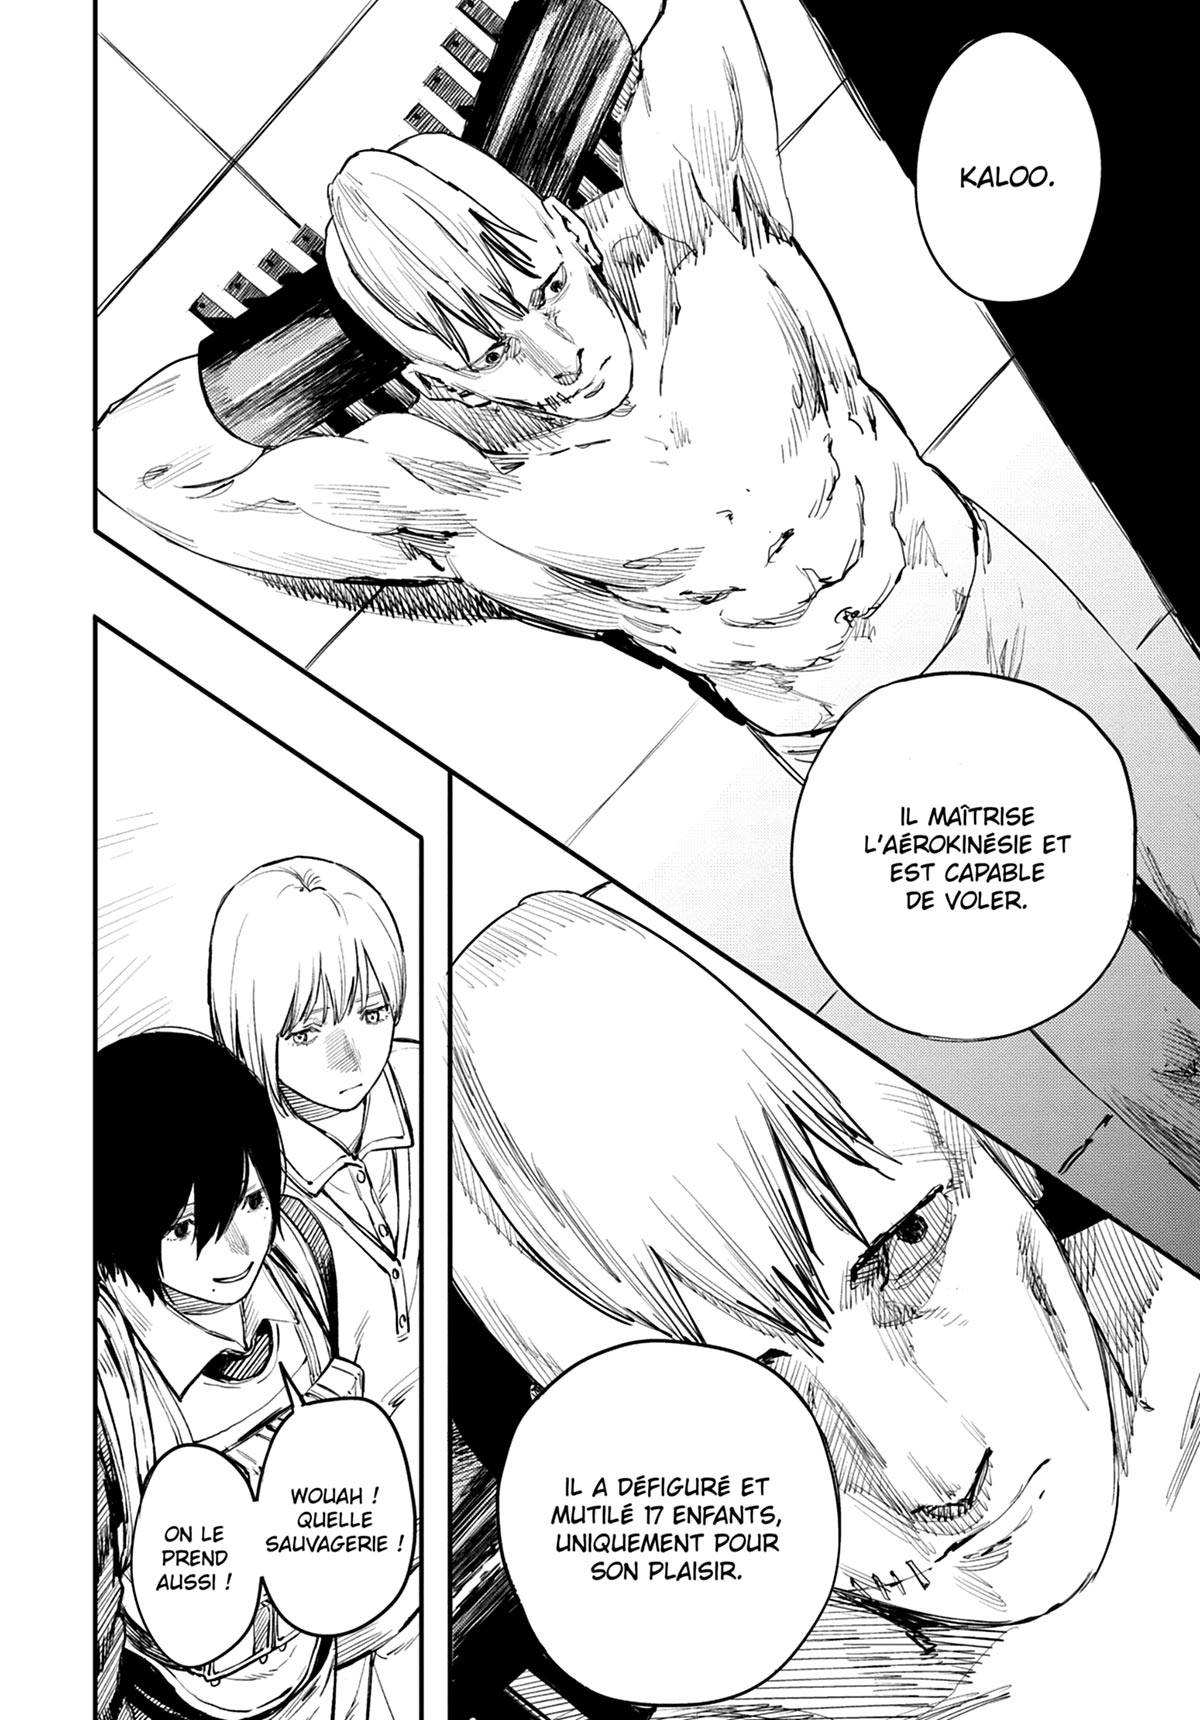 KALOO.
IL MAÎTRISE
L'AÉROKINÉSIE ET
EST CAPABLE
DE VOLER.
IL A DÉFIGURÉ ET
MUTILÉ 17 ENFANTS,
UNIQUEMENT POUR
SON PLAISIR.
WOUAH !
QUELLE
SAUVAGERIE !
ON LE
PREND
AUSSI !